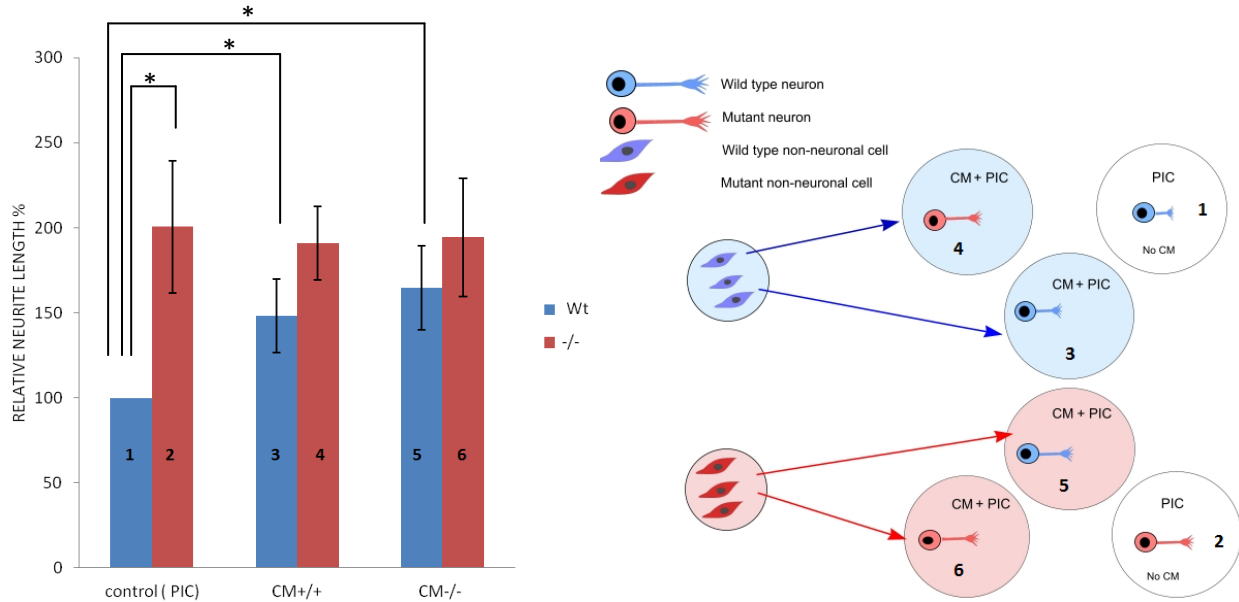 *
*
*
300
250
200
150
100
50
0
RELATIVE NEURITE LENGTH %
1
2
3
4
5
6
control ( PIC)
CM+/+
CM-/-
Wt
-/-
Wild type neuron
Mutant neuron
Wild type non-neuronal cell
Mutant non-neuronal cell
CM + PIC
4
PIC
1
No CM
CM + PIC
3
CM + PIC
5
CM + PIC
6
PIC
2
No CM